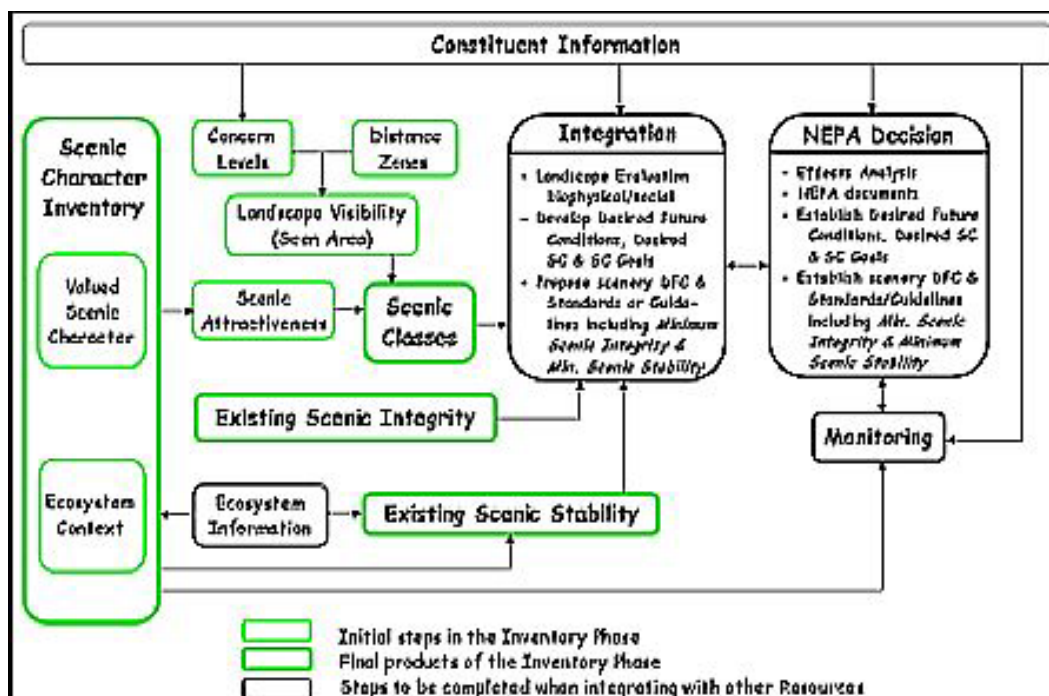 Constituent Information
Scenic
Character
Inventory
Valued
Scenic
Character
Ecosystem
Context
Concern
Levels
Distance
Zones
Landscape Visibility
(Seen Area)
Scenic
Attractiveness
Scenic
Classes
Existing Scenic Integrity
Ecosystem
Information
Existing Scenic Stability
Integration
• Landscape Evaluation
biophysical/social
– Develop Desired Future
Conditions, Desired
SC & SC Goals
• Propose scenery DFC &
Standards or Guide-
lines including Minimum
Scenic Integrity &
Min. Scenic Stability
NEPA Decision
• Effects Analysis
• NEPA documents
• Establish Desired Future
Conditions, Desired SC
& SC Goals
• Establish scenery DFC &
Standards/Guidelines
including Min. Scenic
Integrity & Minimum
Scenic Stability
Monitoring
Initial steps in the Inventory Phase
Final products of the Inventory Phase
Steps to be completed when integrating with other Resources